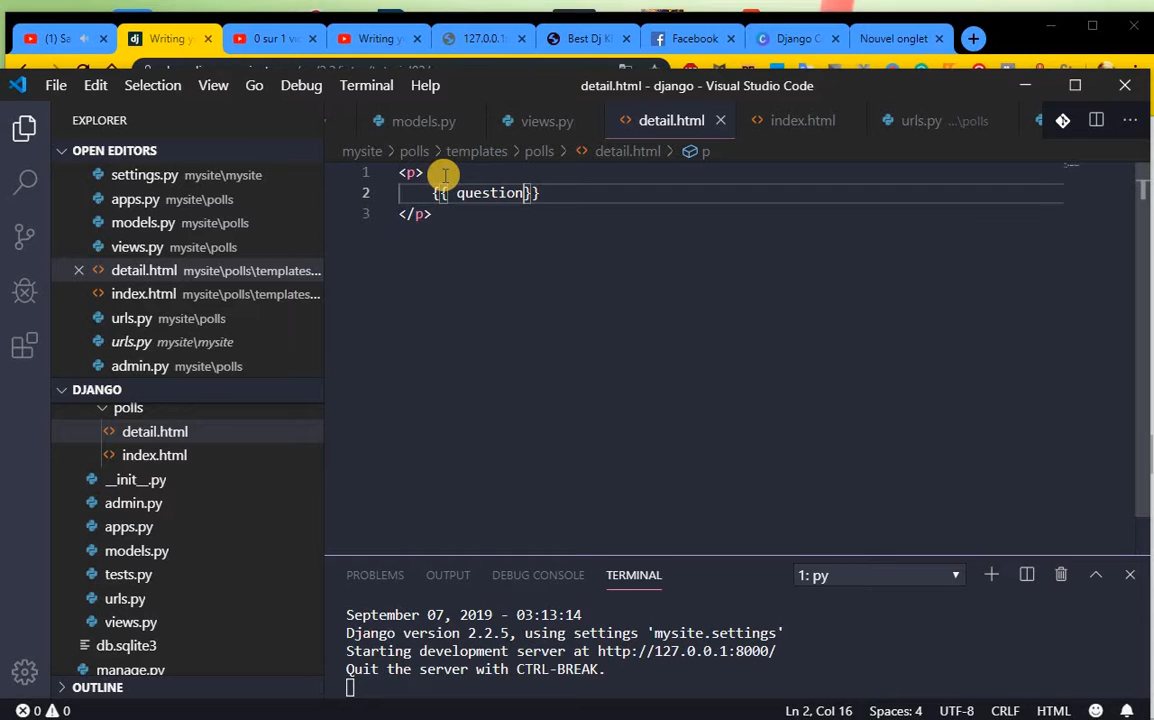 (1) Sa
Writing y
0 sur 1 vi
Writing yo
127.0.0.1:
Best Dj Kh
Facebook
Django C
Nouvel onglet
File Edit Selection View Go Debug Terminal Help
detail.html - django - Visual Studio Code
EXPLORER
models.py
views.py
detail.html
index.html
urls.py ...\polls
OPEN EDITORS
mysite > polls > templates > polls > detail.html > p
settings.py mysite\mysite
apps.py mysite\polls
models.py mysite\polls
views.py mysite\polls
detail.html mysite\polls\templates...
index.html mysite\polls\templates...
urls.py mysite\polls
urls.py mysite\mysite
admin.py mysite\polls
1 <p>
2 {{ question}}
3 </p>
DJANGO
polls
detail.html
index.html
__init__.py
admin.py
apps.py
models.py
tests.py
urls.py
views.py
db.sqlite3
manage.py
OUTLINE
PROBLEMS OUTPUT DEBUG CONSOLE TERMINAL
1: py
September 07, 2019 - 03:13:14
Django version 2.2.5, using settings 'mysite.settings'
Starting development server at http://127.0.0.1:8000/
Quit the server with CTRL-BREAK.
0 0
Ln 2, Col 16 Spaces: 4 UTF-8 CRLF HTML